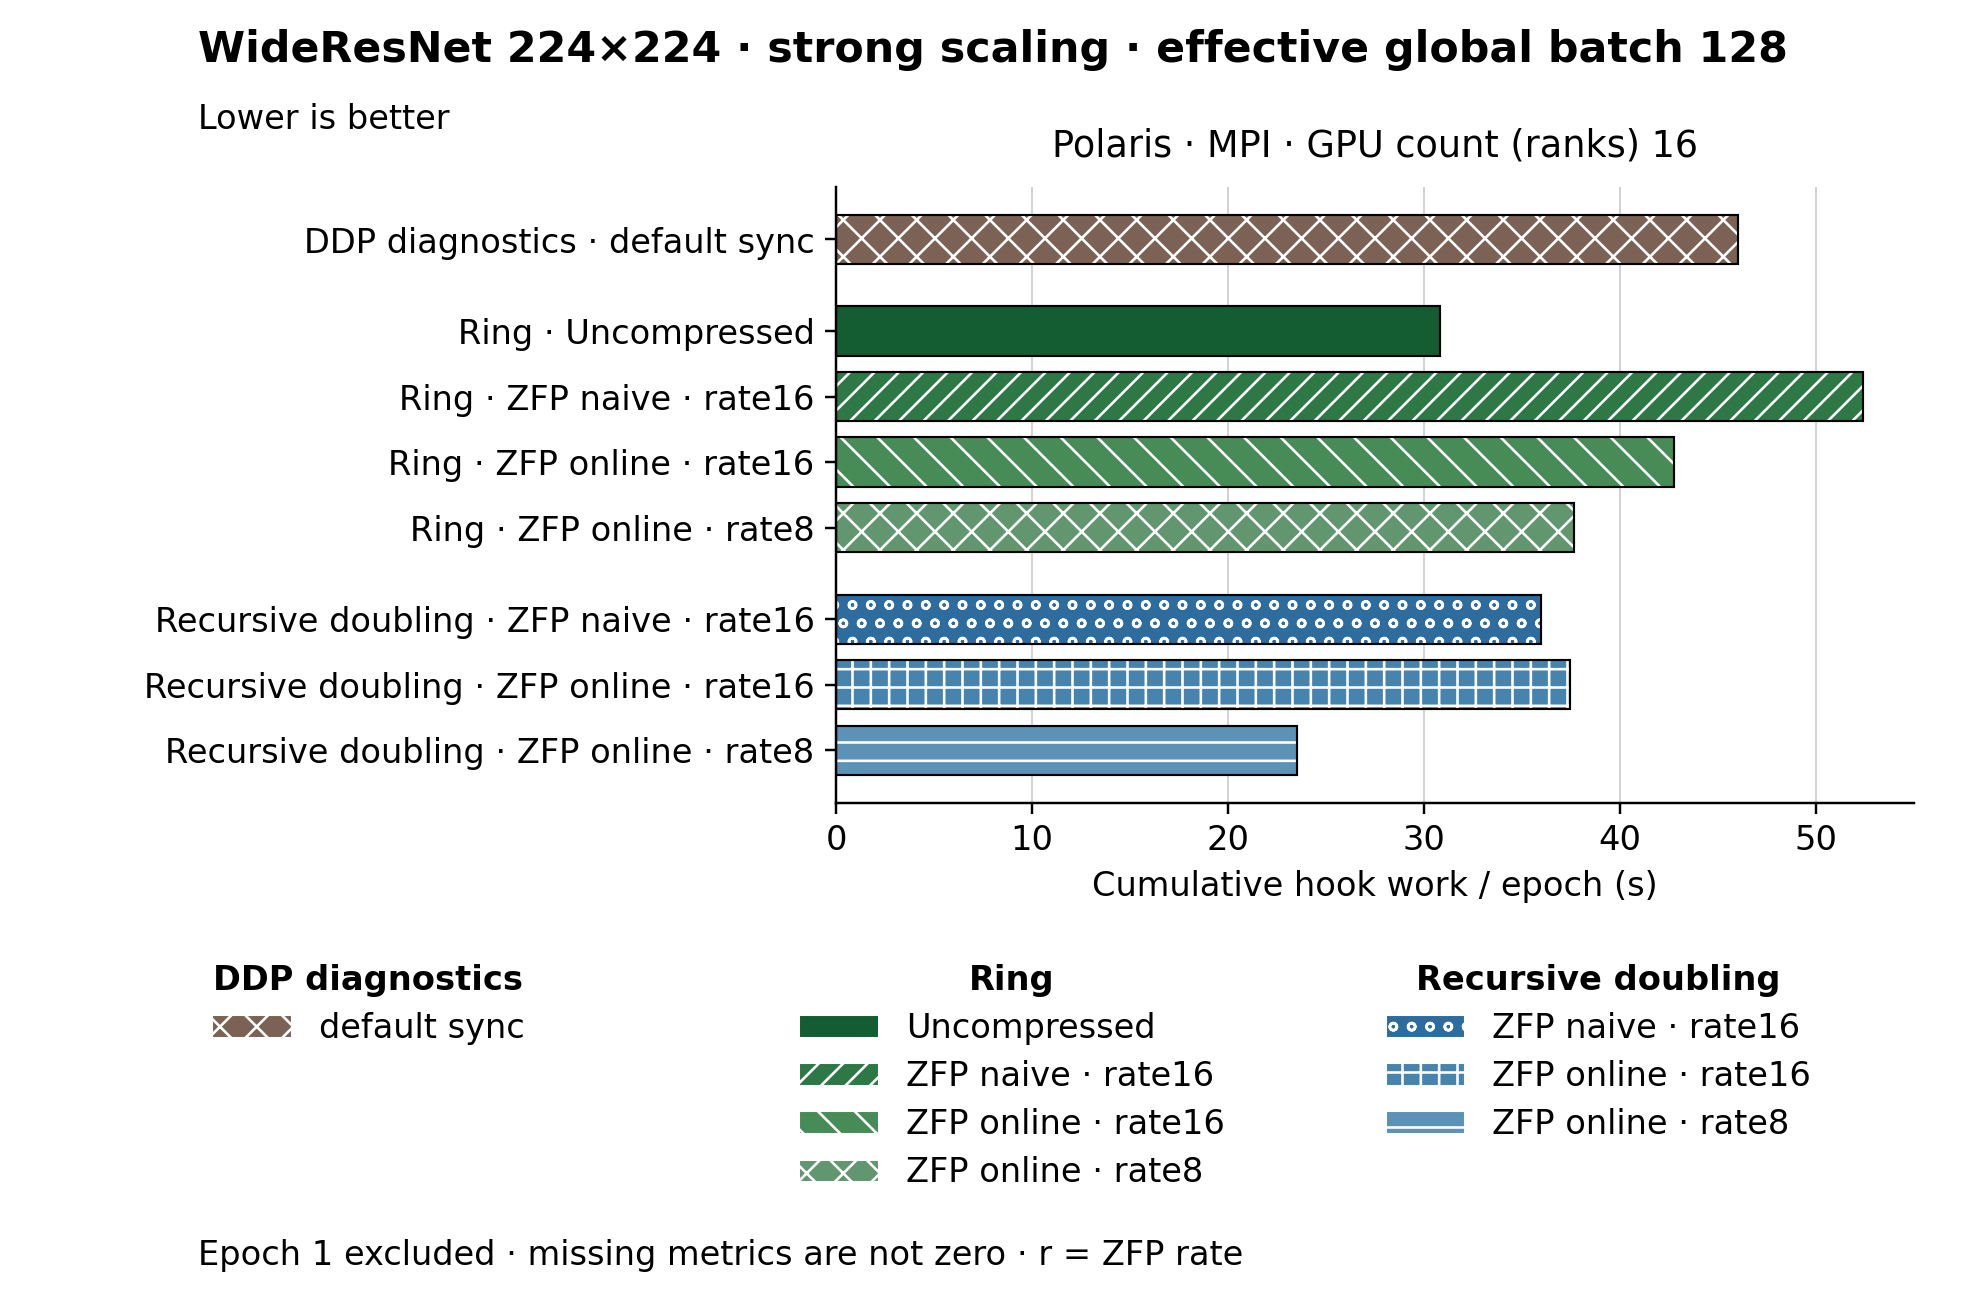 WideResNet 224×224 · strong scaling · effective global batch 128
Lower is better
Polaris · MPI · GPU count (ranks) 16
DDP diagnostics · default sync
Ring · Uncompressed
Ring · ZFP naive · rate16
Ring · ZFP online · rate16
Ring · ZFP online · rate8
Recursive doubling · ZFP naive · rate16
Recursive doubling · ZFP online · rate16
Recursive doubling · ZFP online · rate8
0 10 20 30 40 50
Cumulative hook work / epoch (s)
DDP diagnostics
default sync
Ring
Uncompressed
ZFP naive · rate16
ZFP online · rate16
ZFP online · rate8
Recursive doubling
ZFP naive · rate16
ZFP online · rate16
ZFP online · rate8
Epoch 1 excluded · missing metrics are not zero · r = ZFP rate